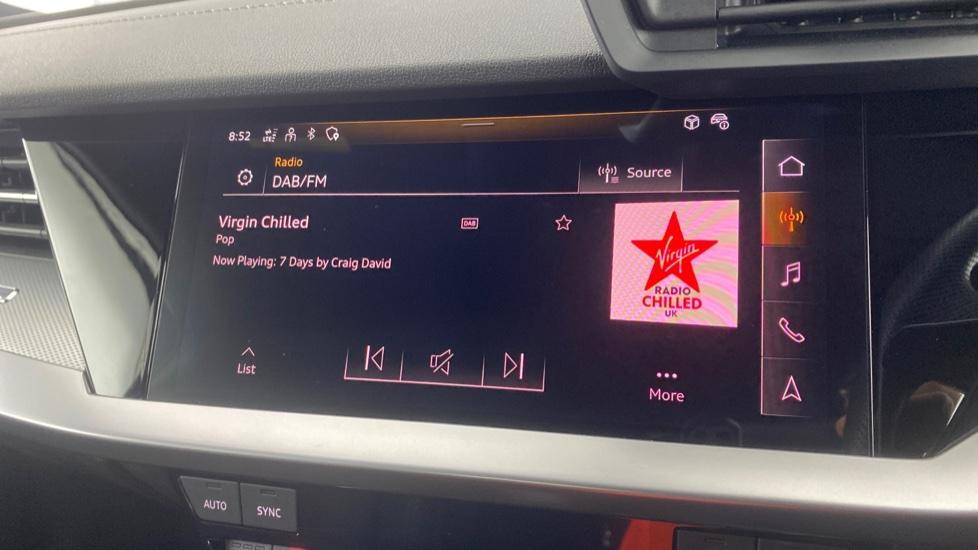 8:52 LTE
Radio
DAB/FM
Source
Virgin Chilled
DAB
Pop
Now Playing: 7 Days by Craig David
Virgin
RADIO
CHILLED
UK
List
More
AUTO
SYNC